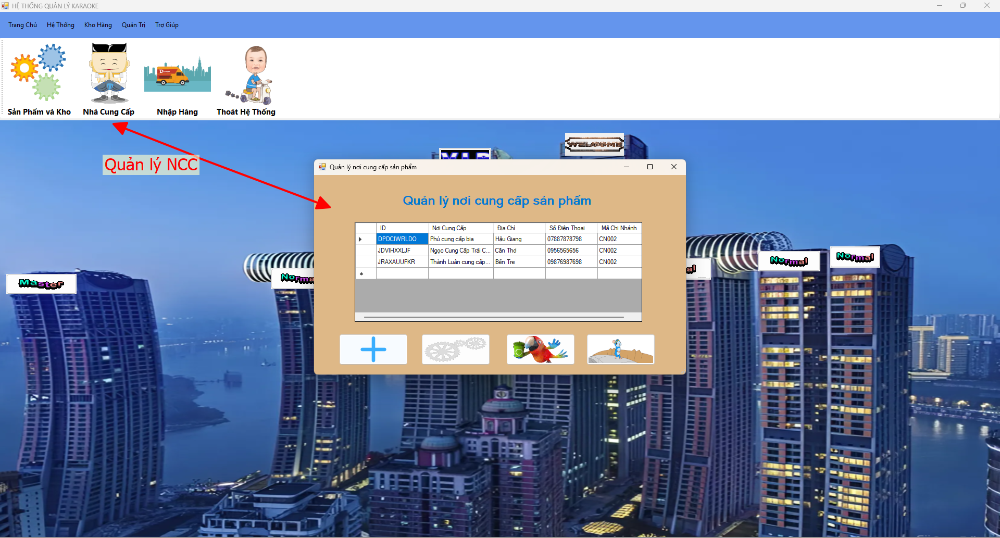 HỆ THỐNG QUẢN LÝ KARAOKE
Trang Chủ Hệ Thống Kho Hàng Quản Trị Trợ Giúp
DELIVERY
Sản Phẩm và Kho Nhà Cung Cấp Nhập Hàng Thoát Hệ Thống
WELCOME
VIP
Quản lý NCC
Quản lý nơi cung cấp sản phẩm
Quản lý nơi cung cấp sản phẩm
ID Nơi Cung Cấp Địa Chỉ Số Điện Thoại Mã Chi Nhánh
DPDCIWRLDO Phú cung cấp bia Hậu Giang 07887878798 CN002
JDVIHXXLJF Ngọc Cung Cấp Trái C... Cần Thơ 0956565656 CN002
JRAXAUUFKR Thành Luân cung cấp... Bến Tre 09876987698 CN002
Master
Norma
al
Normal
Normal